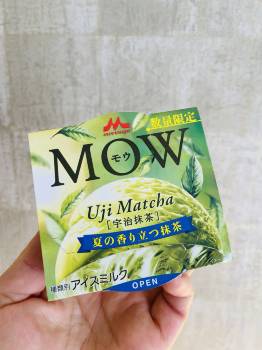 morinaga
数量限定
MOW
モウ
Uji Matcha
[宇治抹茶]
夏の香り立つ抹茶
種類別 アイスミルク
OPEN